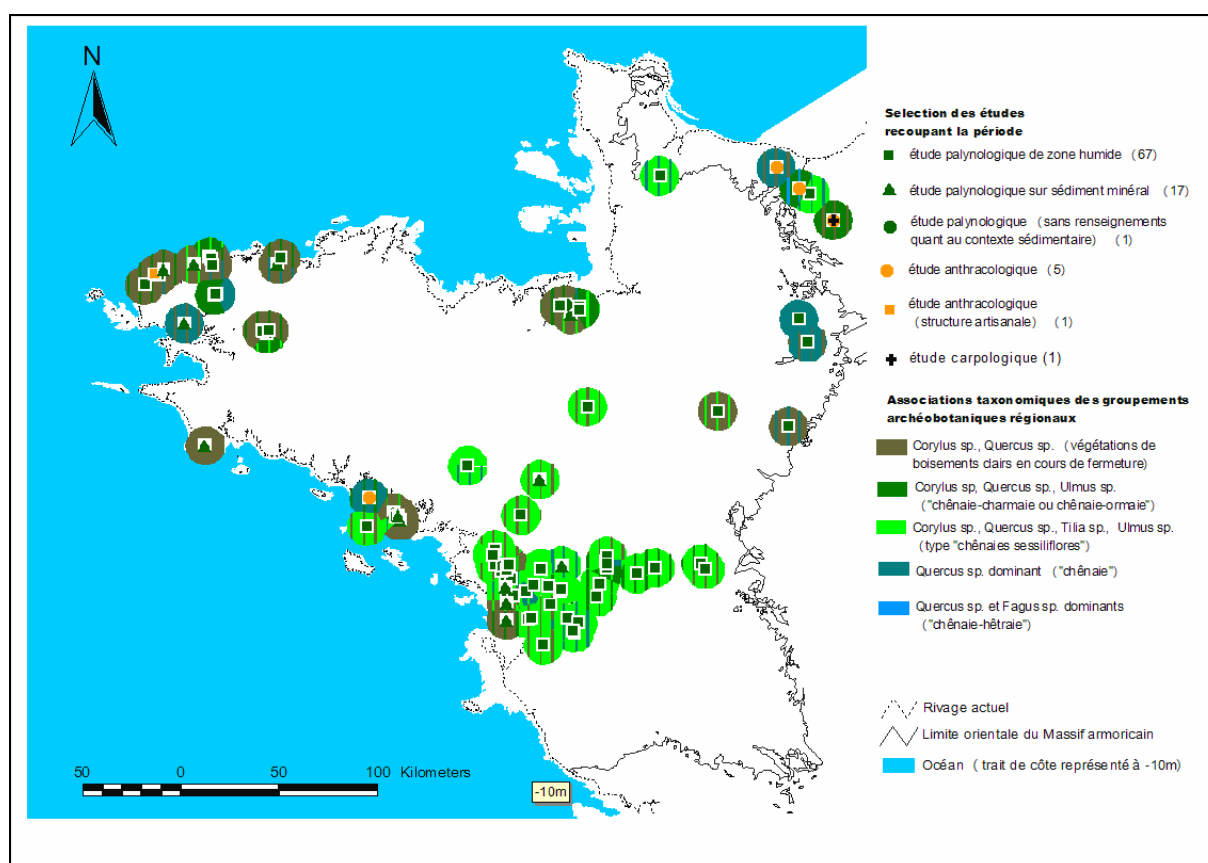 N
Selection des études
recoupant la période
étude palynologique de zone humide (67)
étude palynologique sur sédiment minéral (17)
étude palynologique (sans renseignements
quant au contexte sédimentaire) (1)
étude anthracologique (5)
étude anthracologique
(structure artisanale) (1)
étude carpologique (1)
Associations taxonomiques des groupements
archéobotaniques régionaux
Corylus sp., Quercus sp. (végétations de
boisements clairs en cours de fermeture)
Corylus sp, Quercus sp., Ulmus sp.
("chênaie-charmaie ou chênaie-ormaie")
Corylus sp., Quercus sp., Tilia sp., Ulmus sp.
(type "chênaies sessiliflores")
Quercus sp. dominant ("chênaie")
Quercus sp. et Fagus sp. dominants
("chênaie-hêtraie")
Rivage actuel
Limite orientale du Massif armoricain
Océan (trait de côte représenté à -10m)
50 0 50 100 Kilometers
-10m